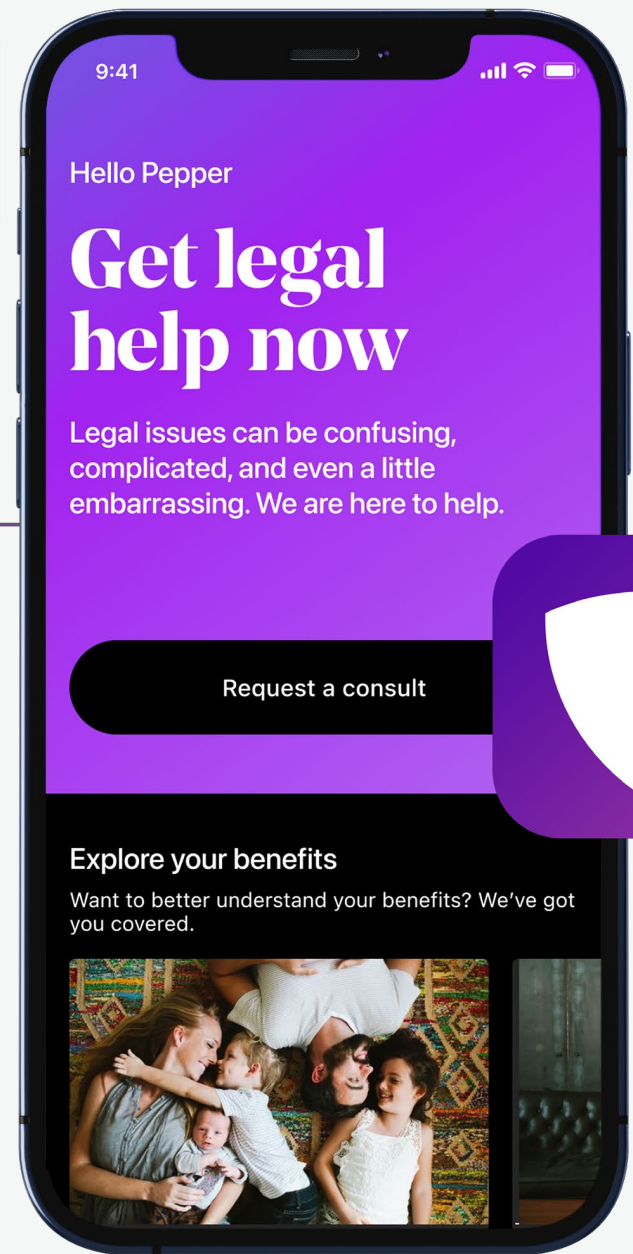 9:41
Hello Pepper
Get legal
help now
Legal issues can be confusing,
complicated, and even a little
embarrassing. We are here to help.
Request a consult
Explore your benefits
Want to better understand your benefits? We’ve got
you covered.